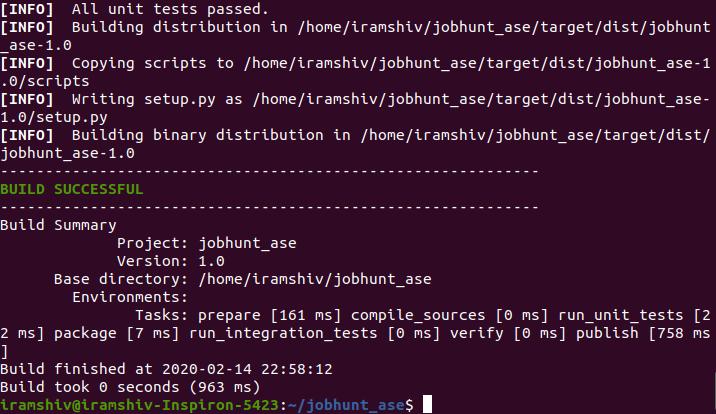 [INFO]  All unit tests passed.
[INFO]  Building distribution in /home/iramshiv/jobhunt_ase/target/dist/jobhunt
_ase-1.0
[INFO]  Copying scripts to /home/iramshiv/jobhunt_ase/target/dist/jobhunt_ase-1
.0/scripts
[INFO]  Writing setup.py as /home/iramshiv/jobhunt_ase/target/dist/jobhunt_ase-
1.0/setup.py
[INFO]  Building binary distribution in /home/iramshiv/jobhunt_ase/target/dist/
jobhunt_ase-1.0
------------------------------------------------------------
BUILD SUCCESSFUL
------------------------------------------------------------
Build Summary
             Project: jobhunt_ase
             Version: 1.0
      Base directory: /home/iramshiv/jobhunt_ase
        Environments:
               Tasks: prepare [161 ms] compile_sources [0 ms] run_unit_tests [2
2 ms] package [7 ms] run_integration_tests [0 ms] verify [0 ms] publish [758 ms
]
Build finished at 2020-02-14 22:58:12
Build took 0 seconds (963 ms)
iramshiv@iramshiv-Inspiron-5423:~/jobhunt_ase$